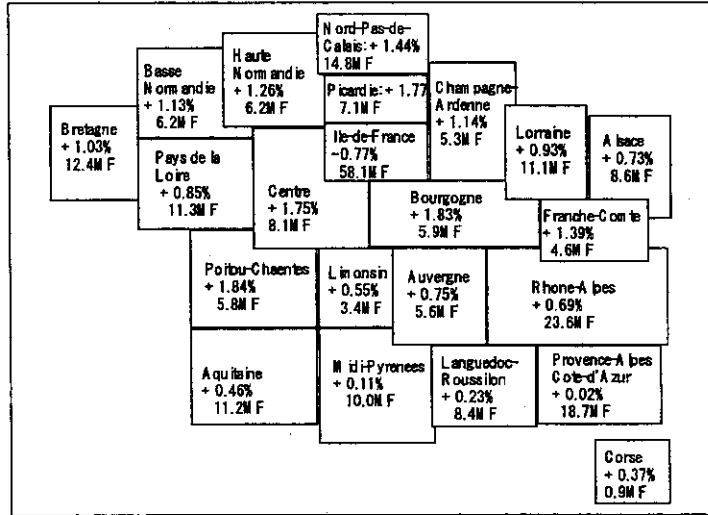 Nord-Pas-de-
Calais: + 1.44%
14.8M F
Haute
Normandie
+ 1.26%
6.2M F
Basse
Normandie
+ 1.13%
6.2M F
Picardie: + 1.77
7.1M F
Champagne-
Ardenne
+ 1.14%
5.3M F
Bretagne
+ 1.03%
12.4M F
Ile-de-France
-0.77%
58.1M F
Lorraine
+ 0.93%
11.1M F
Alsace
+ 0.73%
8.6M F
Pays de la
Loire
+ 0.85%
11.3M F
Centre
+ 1.75%
8.1M F
Bourgogne
+ 1.83%
5.9M F
Franche-Comte
+ 1.39%
4.6M F
Poitou-Chaentes
+ 1.84%
5.8M F
Limonsin
+ 0.55%
3.4M F
Auvergne
+ 0.75%
5.6M F
Rhone-Alpes
+ 0.69%
23.6M F
Aquitaine
+ 0.46%
11.2M F
Midi-Pyrenees
+ 0.11%
10.0M F
Languedoc-
Roussilon
+ 0.23%
8.4M F
Provence-Alpes
Cote-d'Azur
+ 0.02%
18.7M F
Corse
+ 0.37%
0.9M F